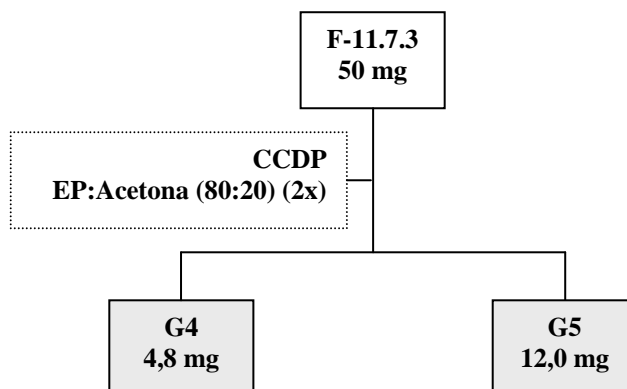 F-11.7.3
50 mg
CCDP
EP:Acetona (80:20) (2x)
G4
4,8 mg
G5
12,0 mg